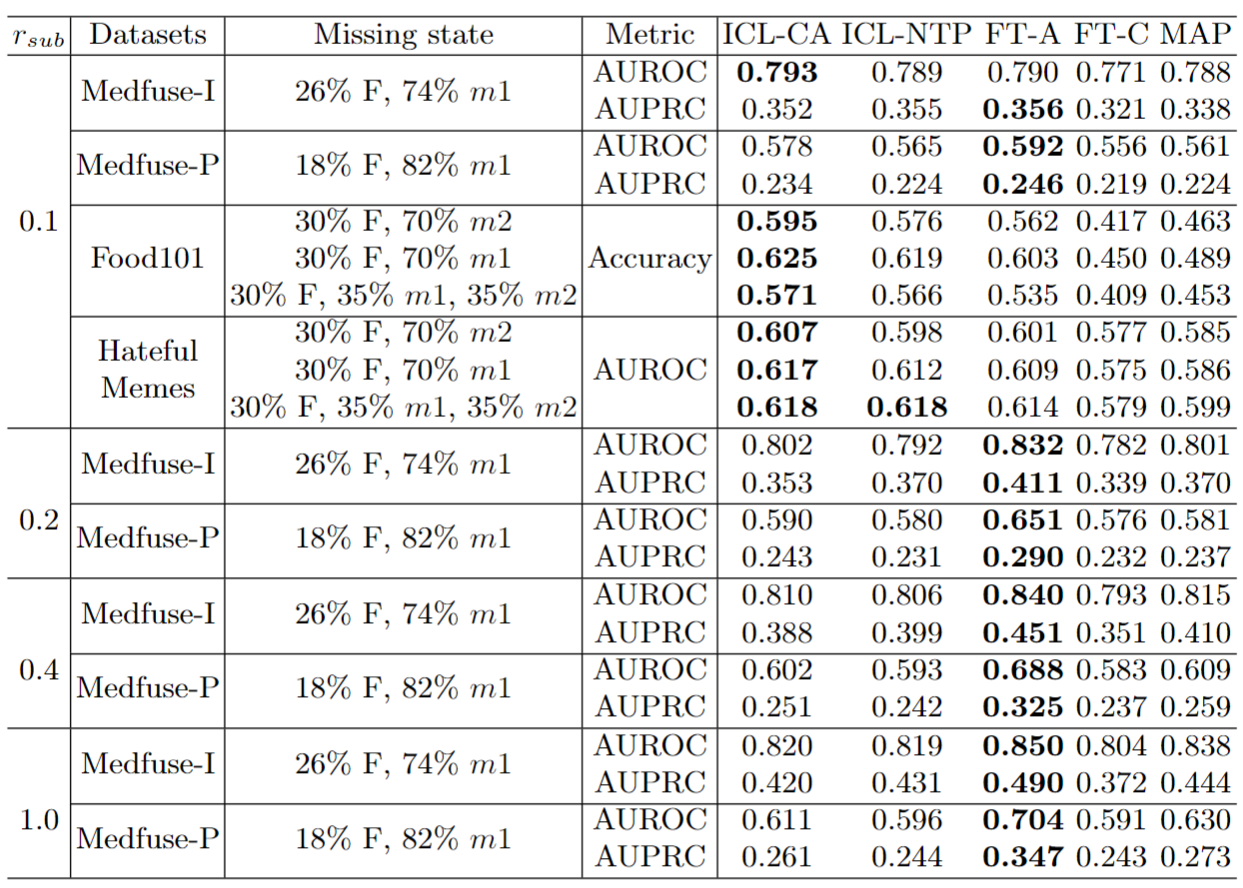 r_sub Datasets Missing state Metric ICL-CA ICL-NTP FT-A FT-C MAP
0.1 Medfuse-I 26% F, 74% m1 AUROC 0.793 0.789 0.790 0.771 0.788
AUPRC 0.352 0.355 0.356 0.321 0.338
Medfuse-P 18% F, 82% m1 AUROC 0.578 0.565 0.592 0.556 0.561
AUPRC 0.234 0.224 0.246 0.219 0.224
Food101 30% F, 70% m2 Accuracy 0.595 0.576 0.562 0.417 0.463
30% F, 70% m1 0.625 0.619 0.603 0.450 0.489
30% F, 35% m1, 35% m2 0.571 0.566 0.535 0.409 0.453
Hateful Memes 30% F, 70% m2 AUROC 0.607 0.598 0.601 0.577 0.585
30% F, 70% m1 0.617 0.612 0.609 0.575 0.586
30% F, 35% m1, 35% m2 0.618 0.618 0.614 0.579 0.599
0.2 Medfuse-I 26% F, 74% m1 AUROC 0.802 0.792 0.832 0.782 0.801
AUPRC 0.353 0.370 0.411 0.339 0.370
Medfuse-P 18% F, 82% m1 AUROC 0.590 0.580 0.651 0.576 0.581
AUPRC 0.243 0.231 0.290 0.232 0.237
0.4 Medfuse-I 26% F, 74% m1 AUROC 0.810 0.806 0.840 0.793 0.815
AUPRC 0.388 0.399 0.451 0.351 0.410
Medfuse-P 18% F, 82% m1 AUROC 0.602 0.593 0.688 0.583 0.609
AUPRC 0.251 0.242 0.325 0.237 0.259
1.0 Medfuse-I 26% F, 74% m1 AUROC 0.820 0.819 0.850 0.804 0.838
AUPRC 0.420 0.431 0.490 0.372 0.444
Medfuse-P 18% F, 82% m1 AUROC 0.611 0.596 0.704 0.591 0.630
AUPRC 0.261 0.244 0.347 0.243 0.273